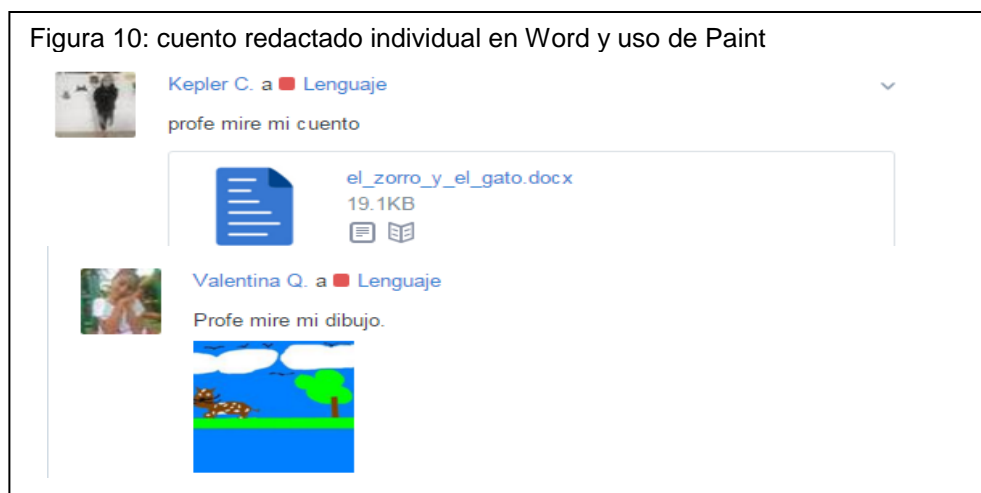 Figura 10: cuento redactado individual en Word y uso de Paint
Kepler C. a Lenguaje
profe mire mi cuento
el_zorro_y_el_gato.docx
19.1KB
Valentina Q. a Lenguaje
Profe mire mi dibujo.